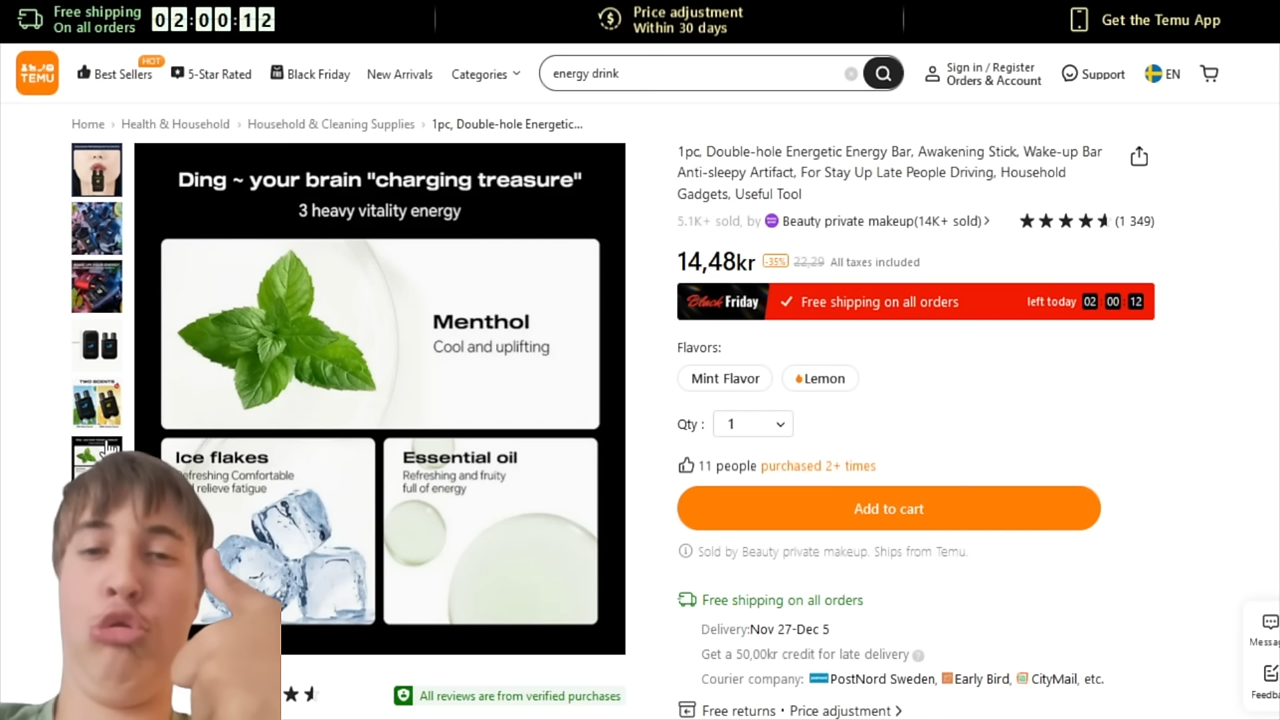 Free shipping
On all orders
02:00:12
Price adjustment
Within 30 days
Get the Temu App
TEMU
Best Sellers
HOT
5-Star Rated
Black Friday
New Arrivals
Categories
energy drink
Sign in / Register
Orders & Account
Support
EN
Home › Health & Household › Household & Cleaning Supplies › 1pc, Double-hole Energetic...
Ding ~ your brain "charging treasure"
3 heavy vitality energy
Menthol
Cool and uplifting
Ice flakes
efreshing Comfortable
relieve fatigue
Essential oil
Refreshing and fruity
full of energy
TWO SCENTS
All reviews are from verified purchases
1pc, Double-hole Energetic Energy Bar, Awakening Stick, Wake-up Bar
Anti-sleepy Artifact, For Stay Up Late People Driving, Household
Gadgets, Useful Tool
5.1K+ sold, by Beauty private makeup(14K+ sold)
(1 349)
14,48kr -35% 22,29 All taxes included
Black Friday Free shipping on all orders left today 02 00 12
Flavors:
Mint Flavor
Lemon
Qty : 1
11 people purchased 2+ times
Add to cart
Sold by Beauty private makeup. Ships from Temu.
Free shipping on all orders
Delivery:Nov 27-Dec 5
Get a 50,00kr credit for late delivery
Courier company: PostNord Sweden, Early Bird, CityMail, etc.
Free returns • Price adjustment
Messa
Feedb